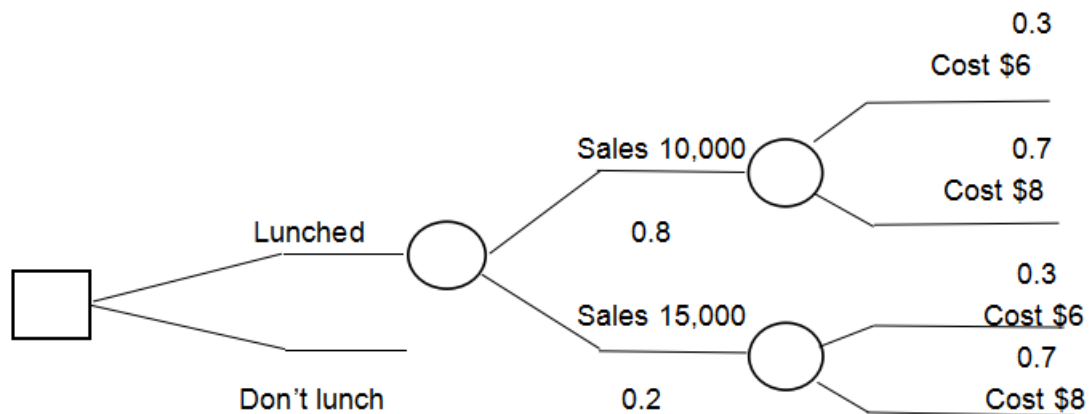 0.3
Cost $6
Sales 10,000
0.7
Cost $8
Lunched
0.8
0.3
Sales 15,000
Cost $6
0.7
Don't lunch
0.2
Cost $8